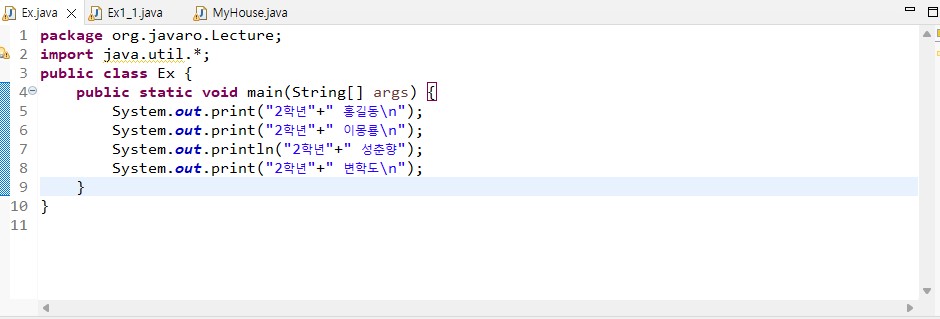 Ex.java Ex1_1.java MyHouse.java
1 package org.javaro.Lecture;
2 import java.util.*;
3 public class Ex {
4 public static void main(String[] args) {
5 System.out.print("2학년"+" 홍길동\n");
6 System.out.print("2학년"+" 이몽룡\n");
7 System.out.println("2학년"+" 성춘향");
8 System.out.print("2학년"+" 변학도\n");
9 }
10 }
11